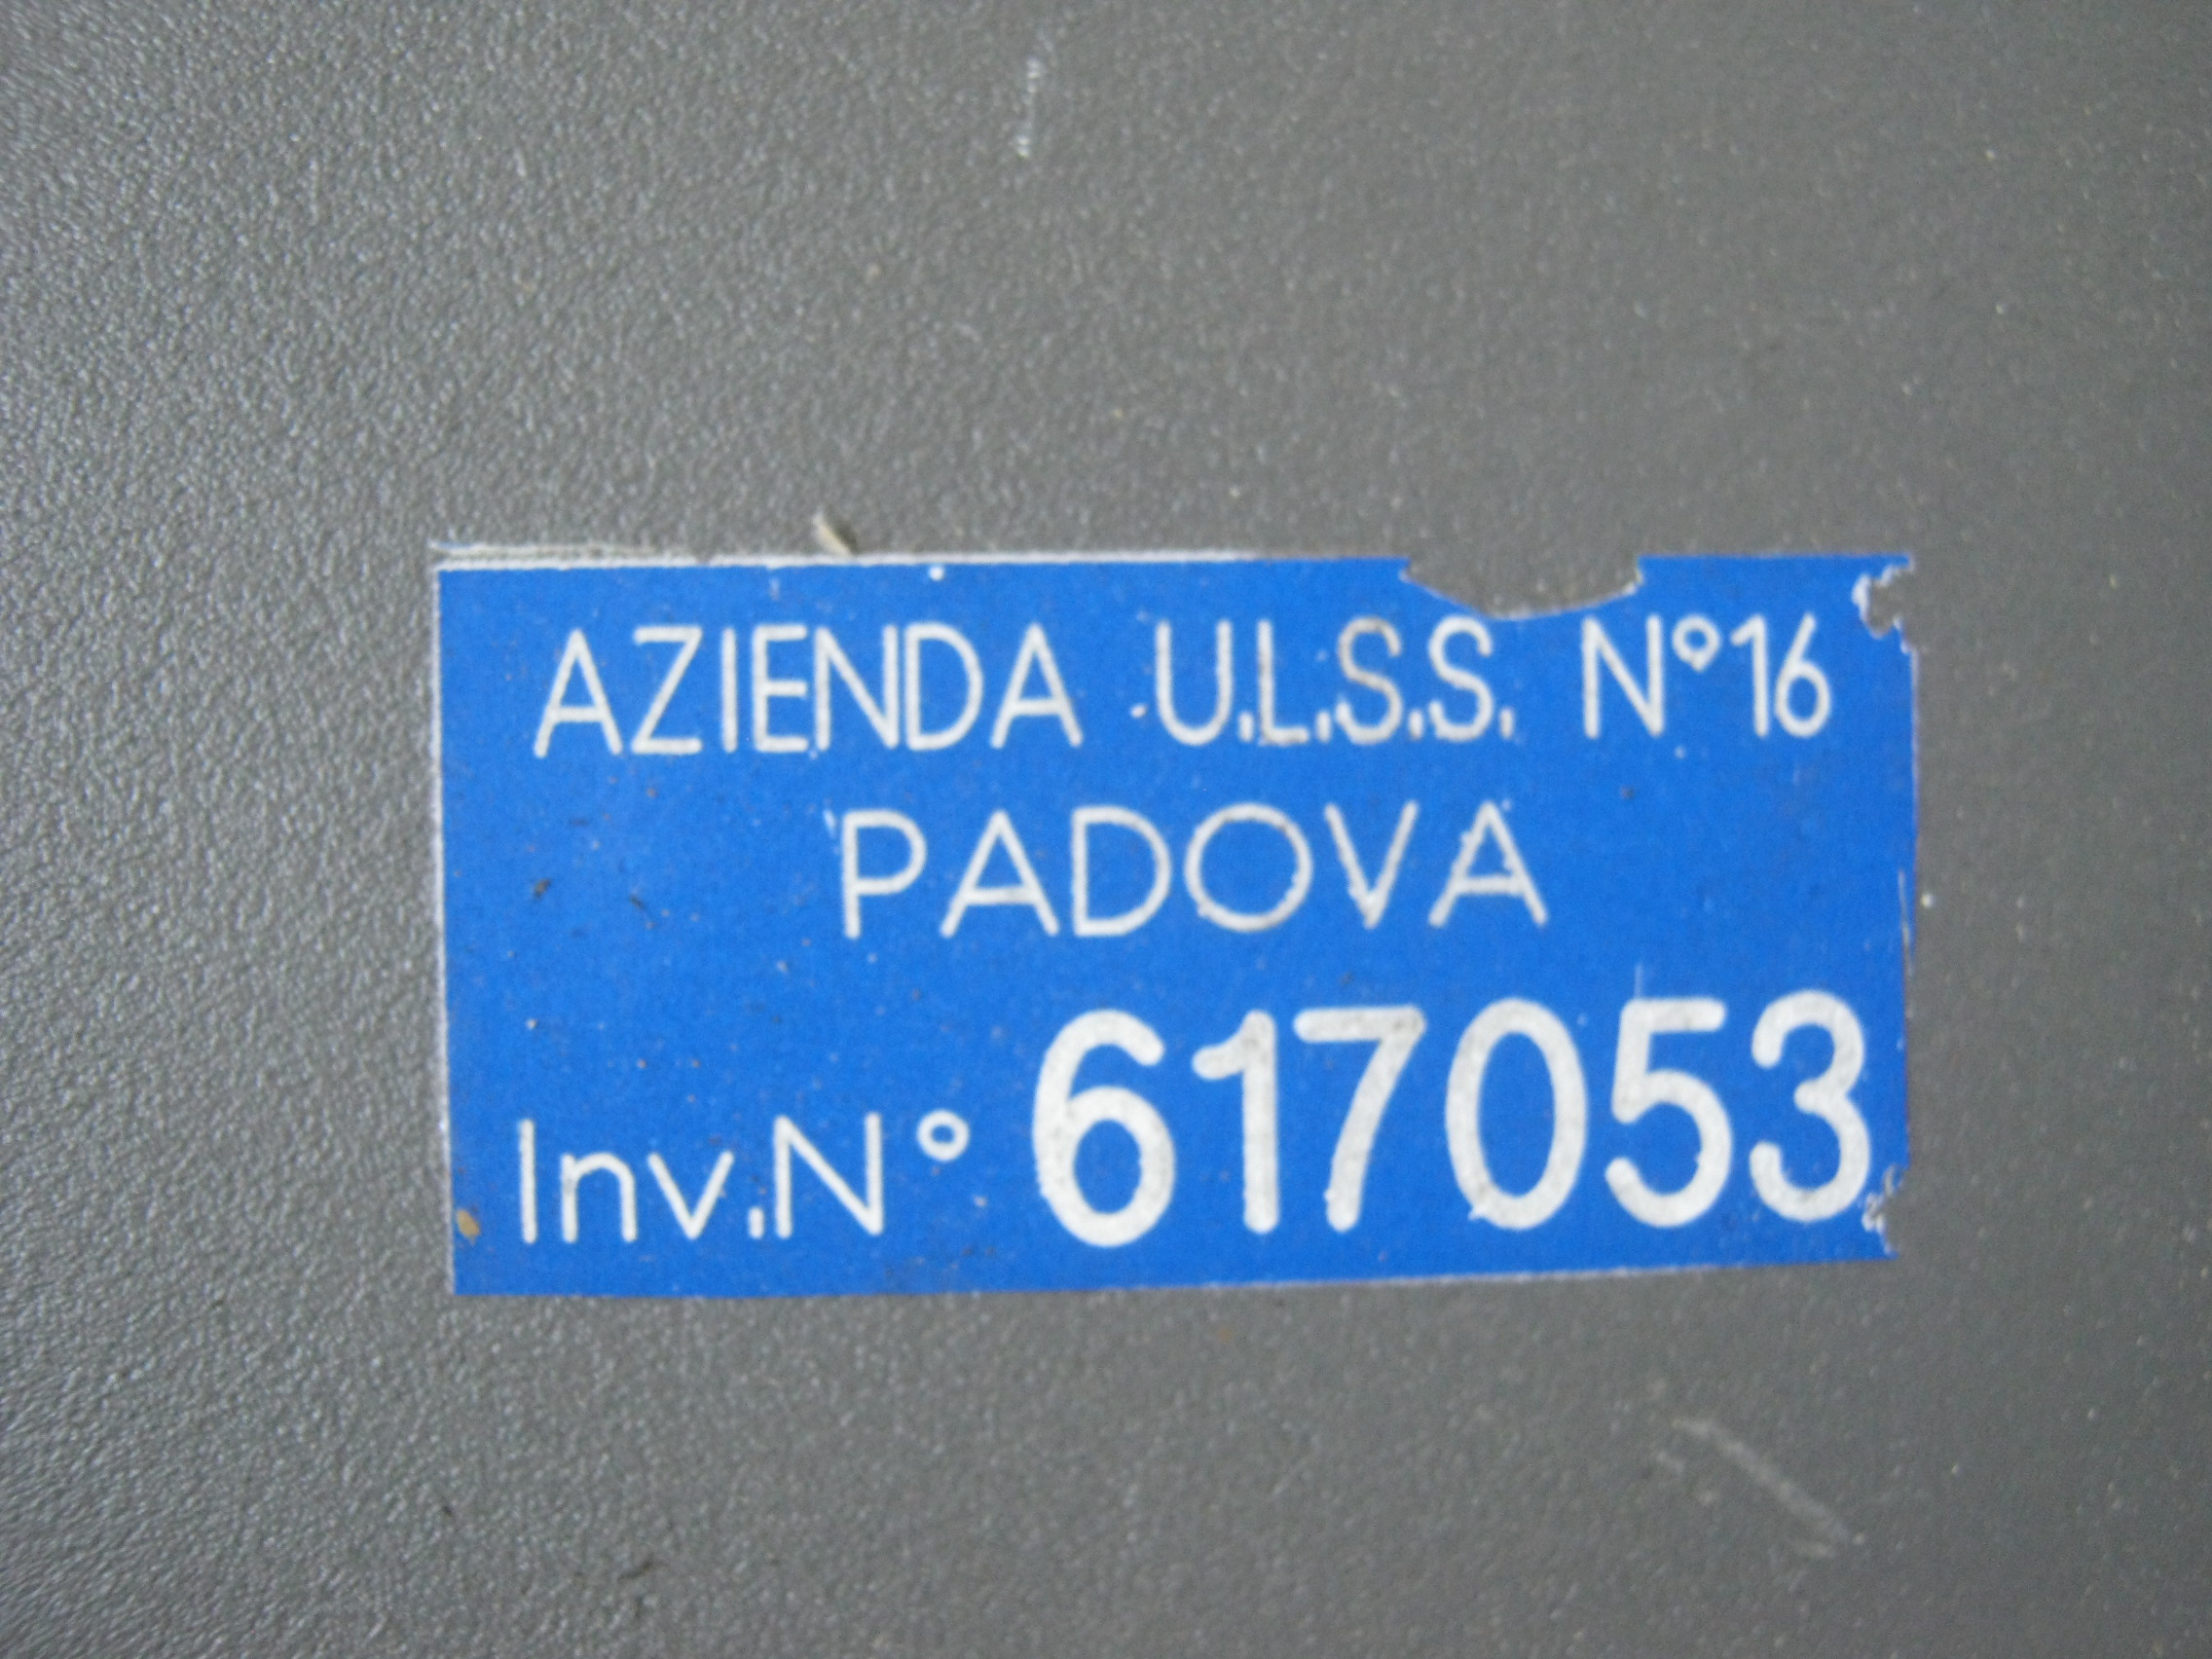 AZIENDA U.L.S.S. N°16
PADOVA
Inv.N° 617053